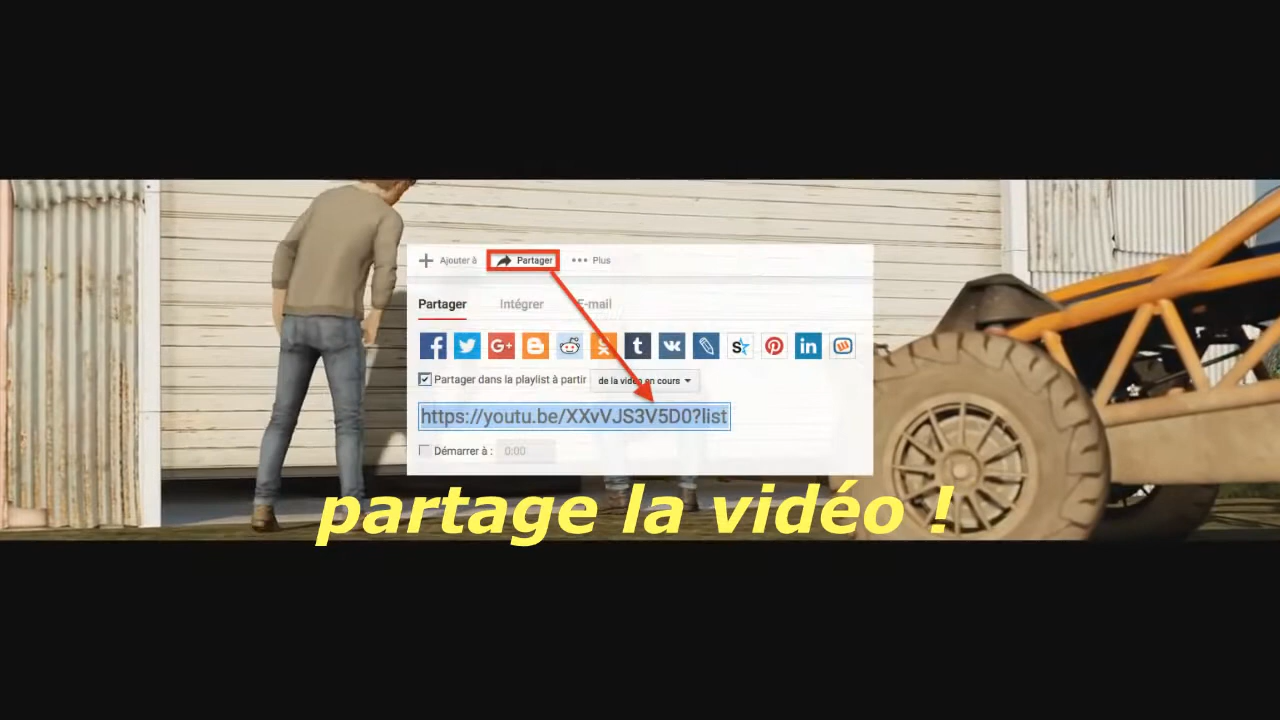 Ajouter à Partager Plus
Partager Intégrer E-mail
Partager dans la playlist à partir de la vidéo en cours
https://youtu.be/XXvVJS3V5D0?list
Démarrer à : 0:00
partage la vidéo !